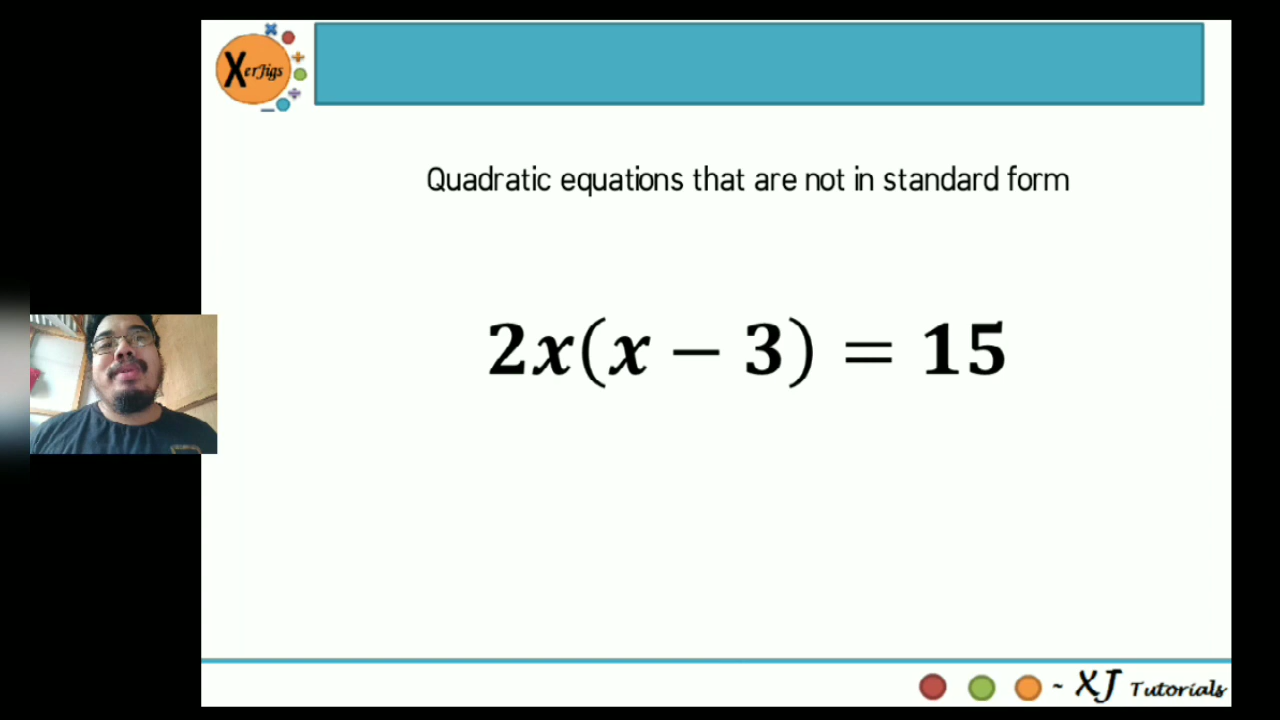 XerJigs
Quadratic equations that are not in standard form
2x(x − 3) = 15
~ XJ Tutorials